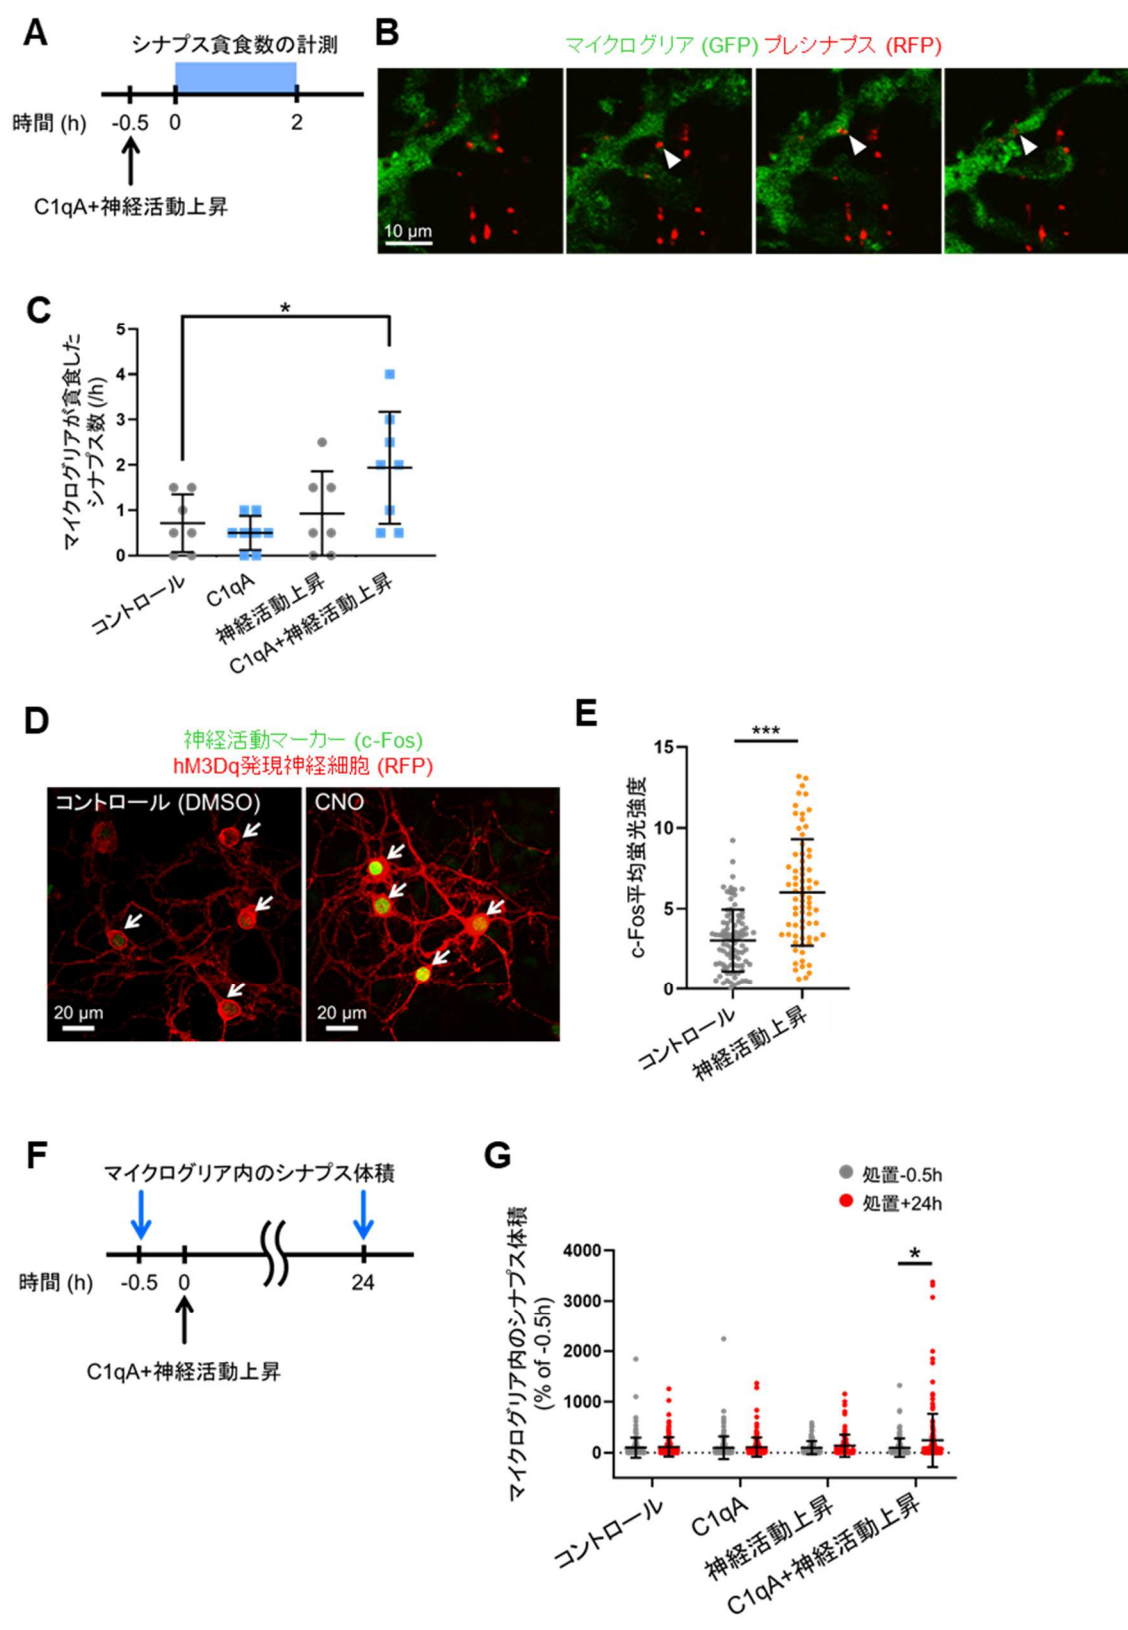 A
シナプス貪食数の計測
時間 (h)
-0.5
0
2
C1qA+神経活動上昇
B
マイクログリア (GFP) プレシナプス (RFP)
10 μm
C
マイクログリアが貪食した
シナプス数 (/h)
5
4
3
2
1
0
*
コントロール
C1qA
神経活動上昇
C1qA+神経活動上昇
D
神経活動マーカー (c-Fos)
hM3Dq発現神経細胞 (RFP)
コントロール (DMSO)
CNO
20 μm
20 μm
E
c-Fos平均蛍光強度
15
10
5
0
***
コントロール
神経活動上昇
F
マイクログリア内のシナプス体積
時間 (h)
-0.5
0
24
C1qA+神経活動上昇
G
処置-0.5h
処置+24h
マイクログリア内のシナプス体積
(% of -0.5h)
4000
3000
2000
1000
0
*
コントロール
C1qA
神経活動上昇
C1qA+神経活動上昇